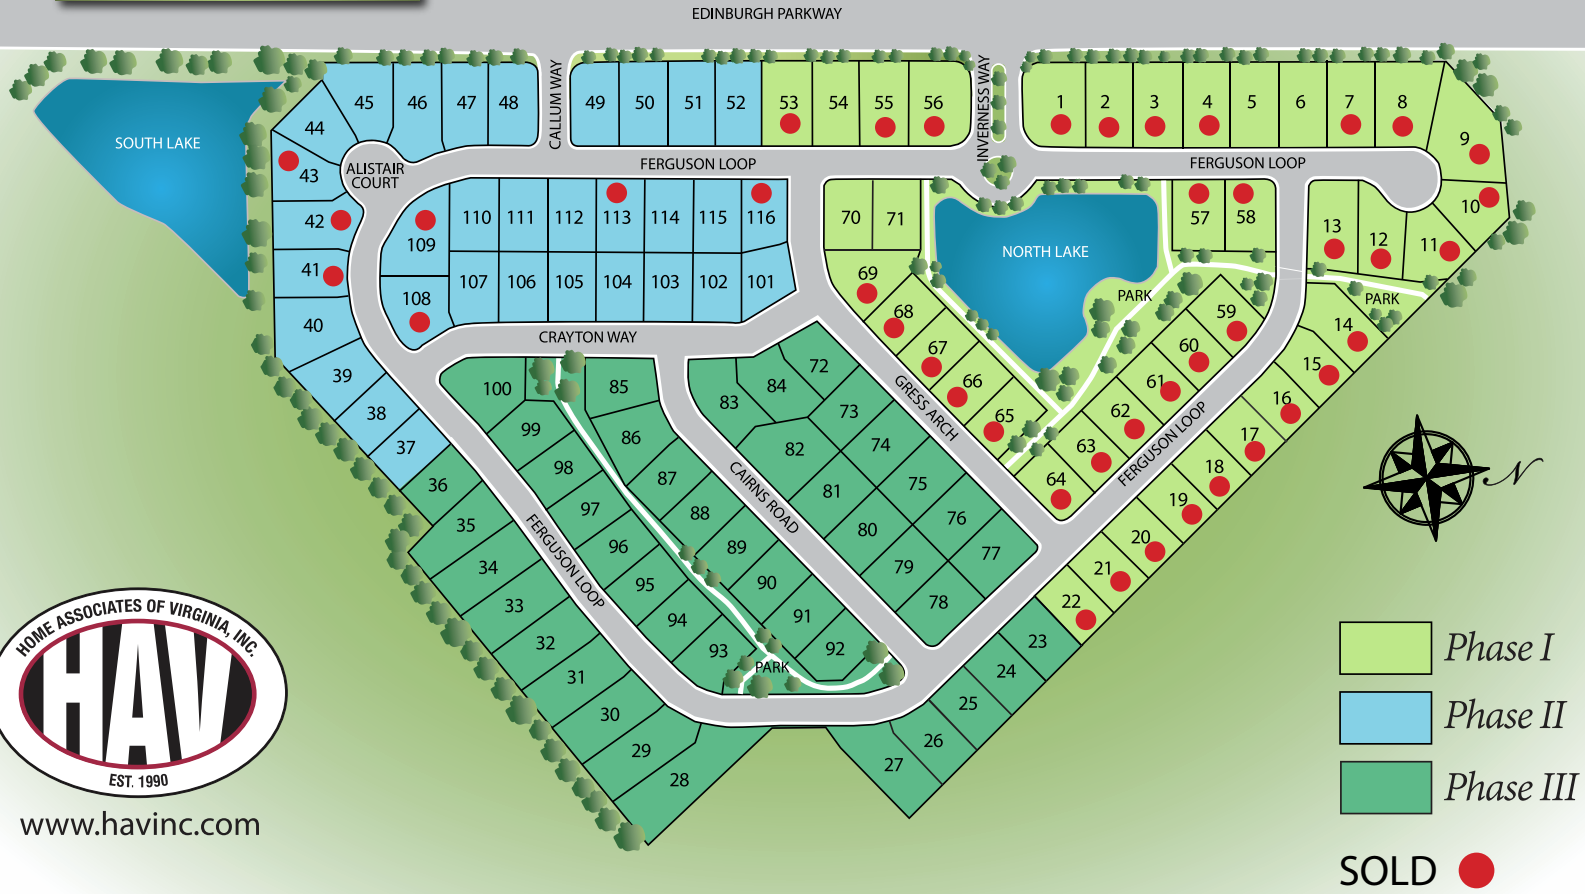 EDINBURGH PARKWAY
CALLUM WAY
INVERNESS WAY
45 46 47 48 49 50 51 52 53 54 55 56 1 2 3 4 5 6 7 8
44
9
SOUTH LAKE
ALISTAIR
COURT
FERGUSON LOOP
FERGUSON LOOP
43
42
41
40
39
38
37
109
108
110 111 112 113 114 115 116
107 106 105 104 103 102 101
70 71
57 58
13 12 11 10
NORTH LAKE
PARK
PARK
69
68
67
66
65
64
63
62
61
60
59
14
15
16
17
18
19
20
21
22
CRAYTON WAY
GRESS ARCH
FERGUSON LOOP
CAIRNS ROAD
FERGUSON LOOP
100
99
98
97
96
95
94
93
85
86
87
88
89
90
91
92
PARK
83
84
72
73
74
75
76
77
82
81
80
79
78
36
35
34
33
32
31
30
29
28
23
24
25
26
27
N
HOME ASSOCIATES OF VIRGINIA, INC.
HAV
EST. 1990
www.havinc.com
Phase I
Phase II
Phase III
SOLD